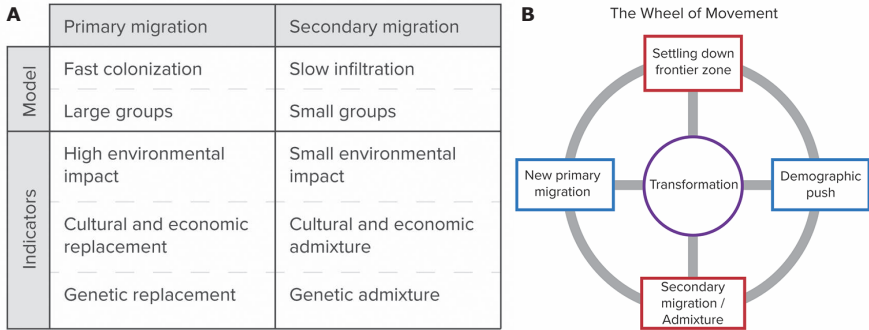 A
Primary migration
Secondary migration
Model
Fast colonization
Slow infiltration
Large groups
Small groups
Indicators
High environmental
impact
Small environmental
impact
Cultural and economic
replacement
Cultural and economic
admixture
Genetic replacement
Genetic admixture
B
The Wheel of Movement
Settling down
frontier zone
New primary
migration
Transformation
Demographic
push
Secondary
migration /
Admixture